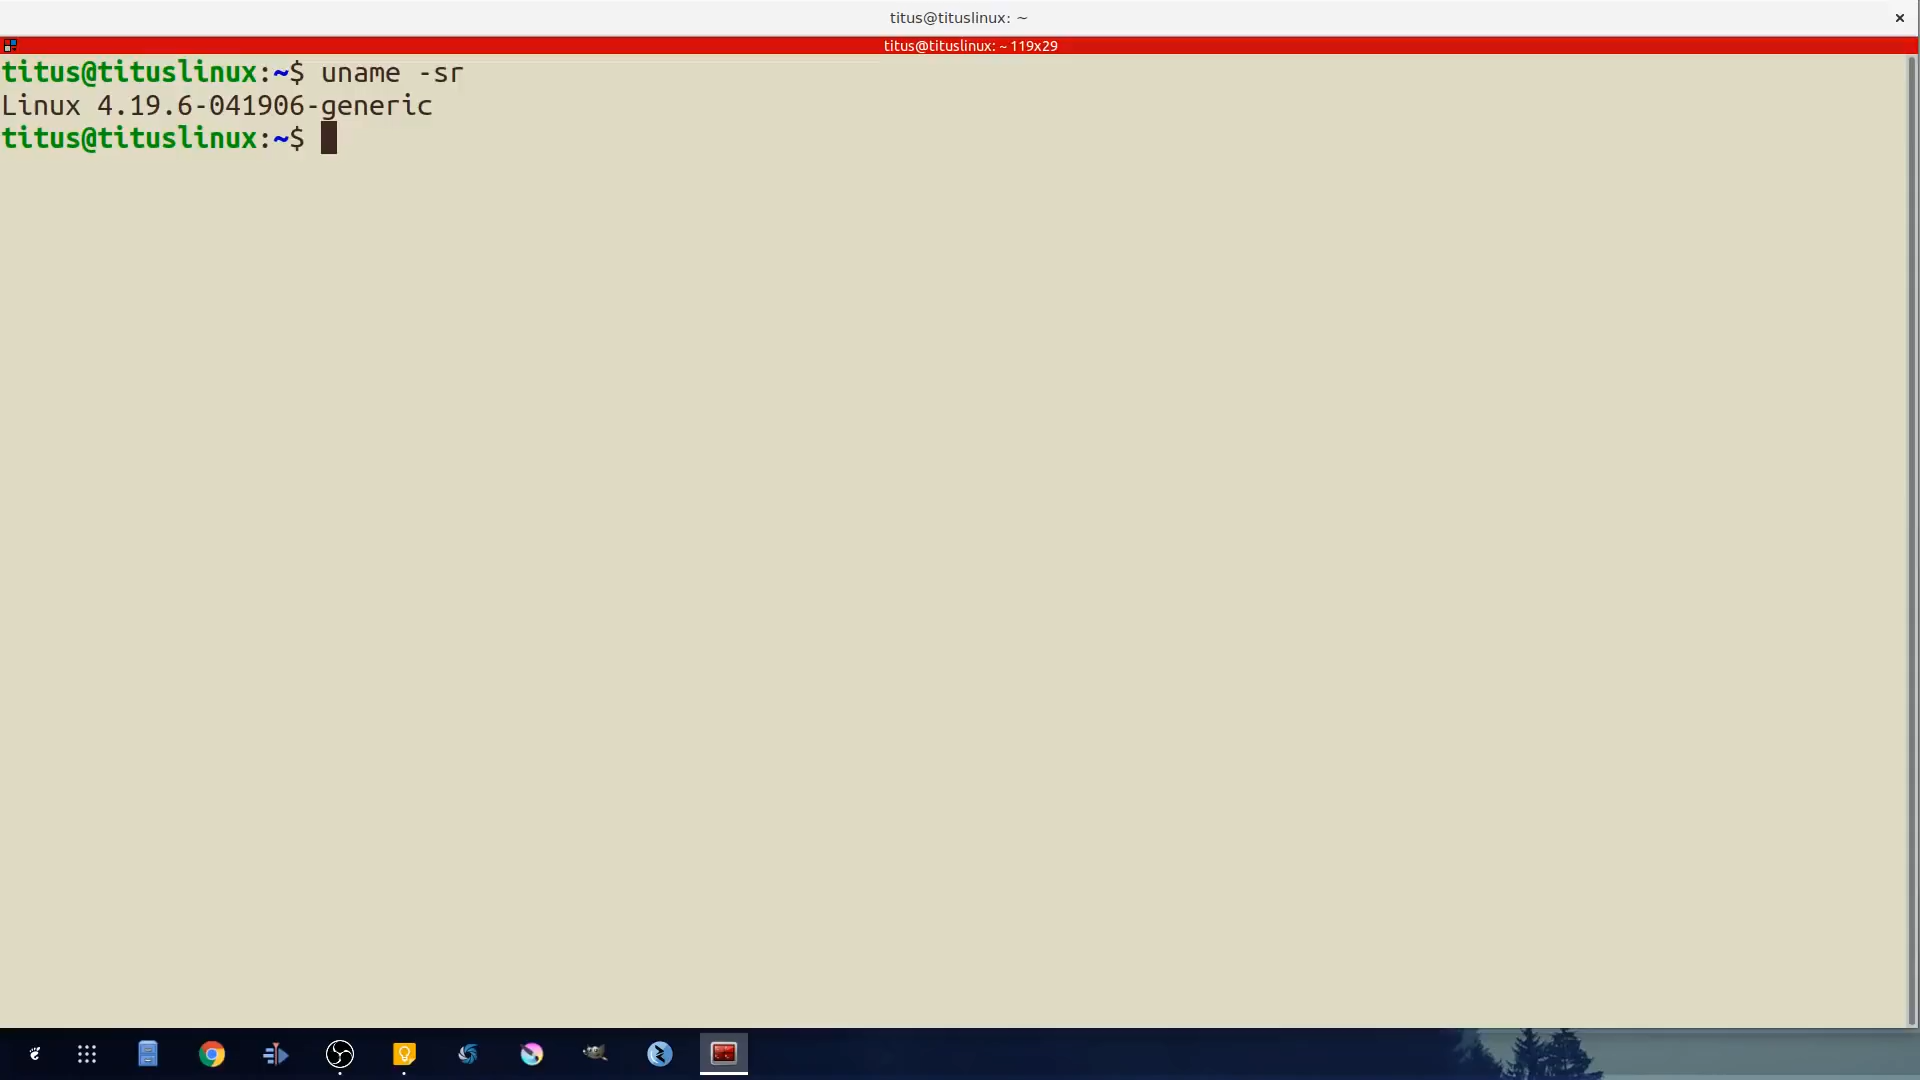 titus@tituslinux: ~
titus@tituslinux: ~ 119x29
titus@tituslinux:~$ uname -sr
Linux 4.19.6-041906-generic
titus@tituslinux:~$